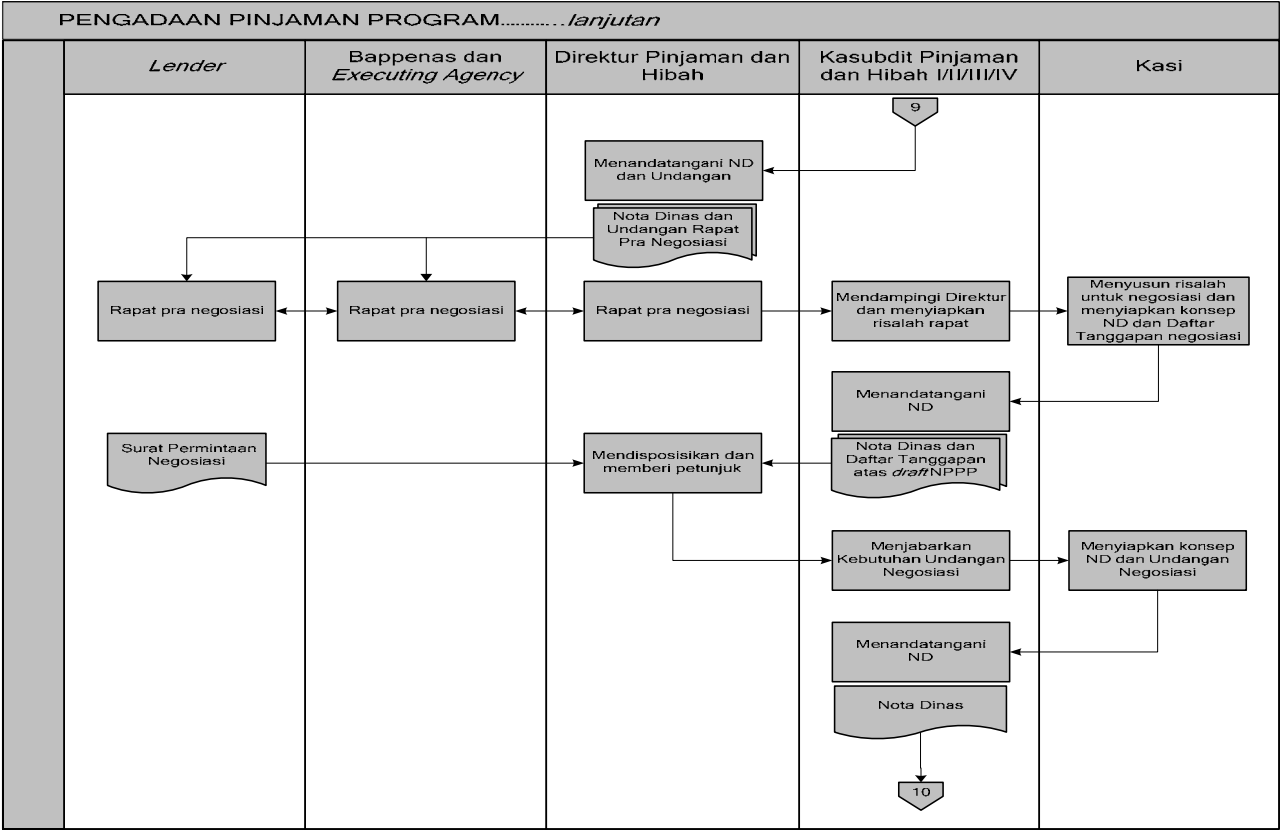 PENGADAAN PINJAMAN PROGRAM...........…lanjutan
Lender
Bappenas dan
Executing Agency
Direktur Pinjaman dan
Hibah
Kasubdit Pinjaman
dan Hibah I/II/III/IV
Kasi
9
Menandatangani ND
dan Undangan
Nota Dinas dan
Undangan Rapat
Pra Negosiasi
Rapat pra negosiasi
Rapat pra negosiasi
Rapat pra negosiasi
Mendampingi Direktur
dan menyiapkan
risalah rapat
Menyusun risalah
untuk negosiasi dan
menyiapkan konsep
ND dan Daftar
Tanggapan negosiasi
Menandatangani
ND
Surat Permintaan
Negosiasi
Mendisposisikan dan
memberi petunjuk
Nota Dinas dan
Daftar Tanggapan
atas draft NPPP
Menjabarkan
Kebutuhan Undangan
Negosiasi
Menyiapkan konsep
ND dan Undangan
Negosiasi
Menandatangani
ND
Nota Dinas
10